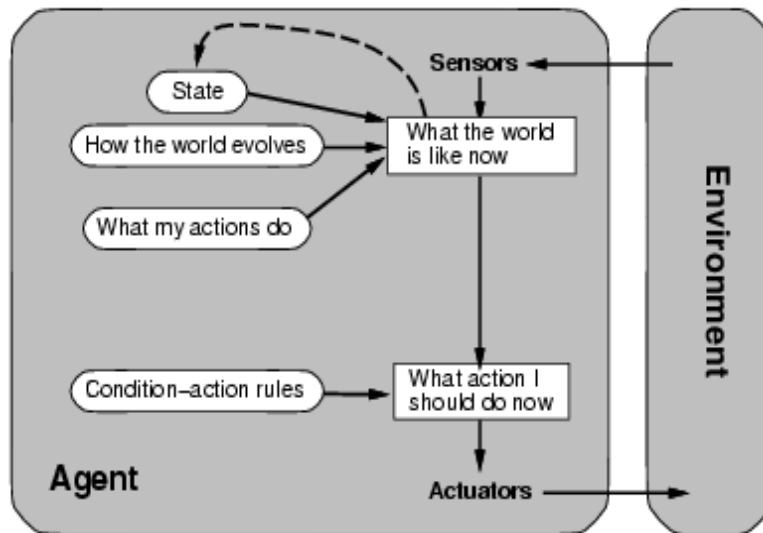 Sensors
State
What the world
is like now
How the world evolves
What my actions do
Environment
Condition–action rules
What action I
should do now
Agent
Actuators